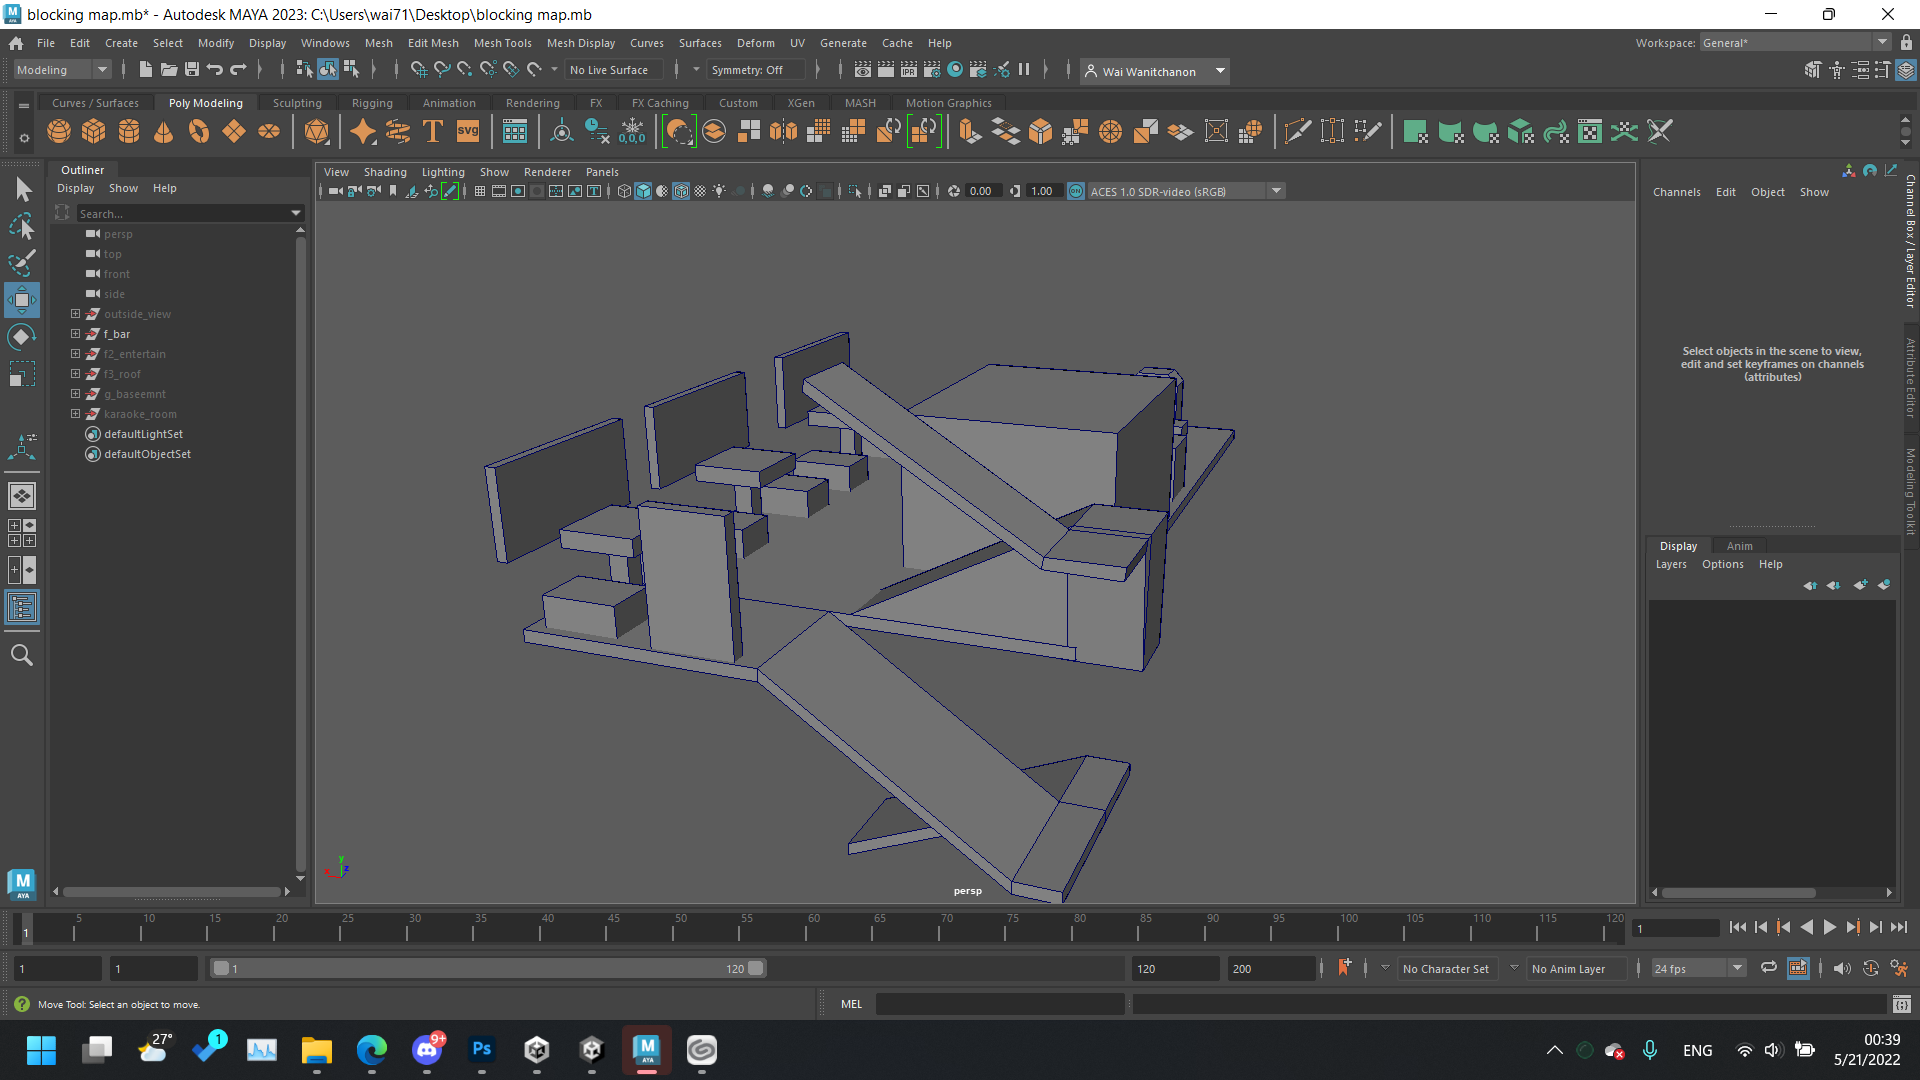 blocking map.mb* - Autodesk MAYA 2023: C:\Users\wai71\Desktop\blocking map.mb
File Edit Create Select Modify Display Windows Mesh Edit Mesh Mesh Tools Mesh Display Curves Surfaces Deform UV Generate Cache Help
Workspace: General*
Modeling
No Live Surface
Symmetry: Off
Wai Wanitchanon
Curves / Surfaces Poly Modeling Sculpting Rigging Animation Rendering FX FX Caching Custom XGen MASH Motion Graphics
Outliner
Display Show Help
Search...
persp
top
front
side
outside_view
f_bar
f2_entertain
f3_roof
g_baseemnt
karaoke_room
defaultLightSet
defaultObjectSet
View Shading Lighting Show Renderer Panels
0.00
1.00
ACES 1.0 SDR-video (sRGB)
persp
Channels Edit Object Show
Select objects in the scene to view,
edit and set keyframes on channels
(attributes)
Channel Box / Layer Editor
Attribute Editor
Modeling Toolkit
Display Anim
Layers Options Help
1 5 10 15 20 25 30 35 40 45 50 55 60 65 70 75 80 85 90 95 100 105 110 115 120
1
1 1 1 120 120 200
No Character Set
No Anim Layer
24 fps
Move Tool: Select an object to move.
MEL
27°
1
9+
Ps
M
AYA
ENG
00:39
5/21/2022